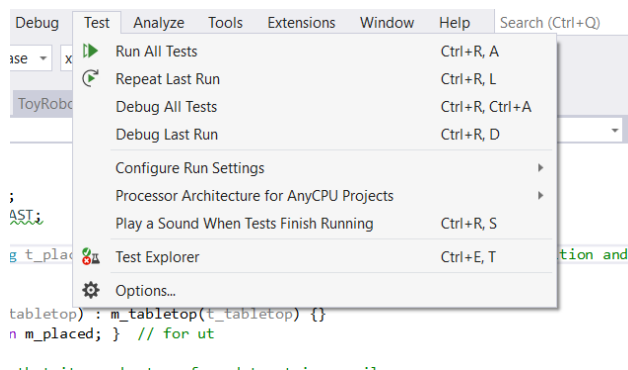 Debug Test Analyze Tools Extensions Window Help Search (Ctrl+Q)
Run All Tests Ctrl+R, A
Repeat Last Run Ctrl+R, L
ToyRobo
Debug All Tests Ctrl+R, Ctrl+A
Debug Last Run Ctrl+R, D
Configure Run Settings
Processor Architecture for AnyCPU Projects
;
AST;
Play a Sound When Tests Finish Running Ctrl+R, S
g t_plac
Test Explorer Ctrl+E, T
tion and
Options...
tabletop) : m_tabletop(t_tabletop) {}
n m_placed; } // for ut